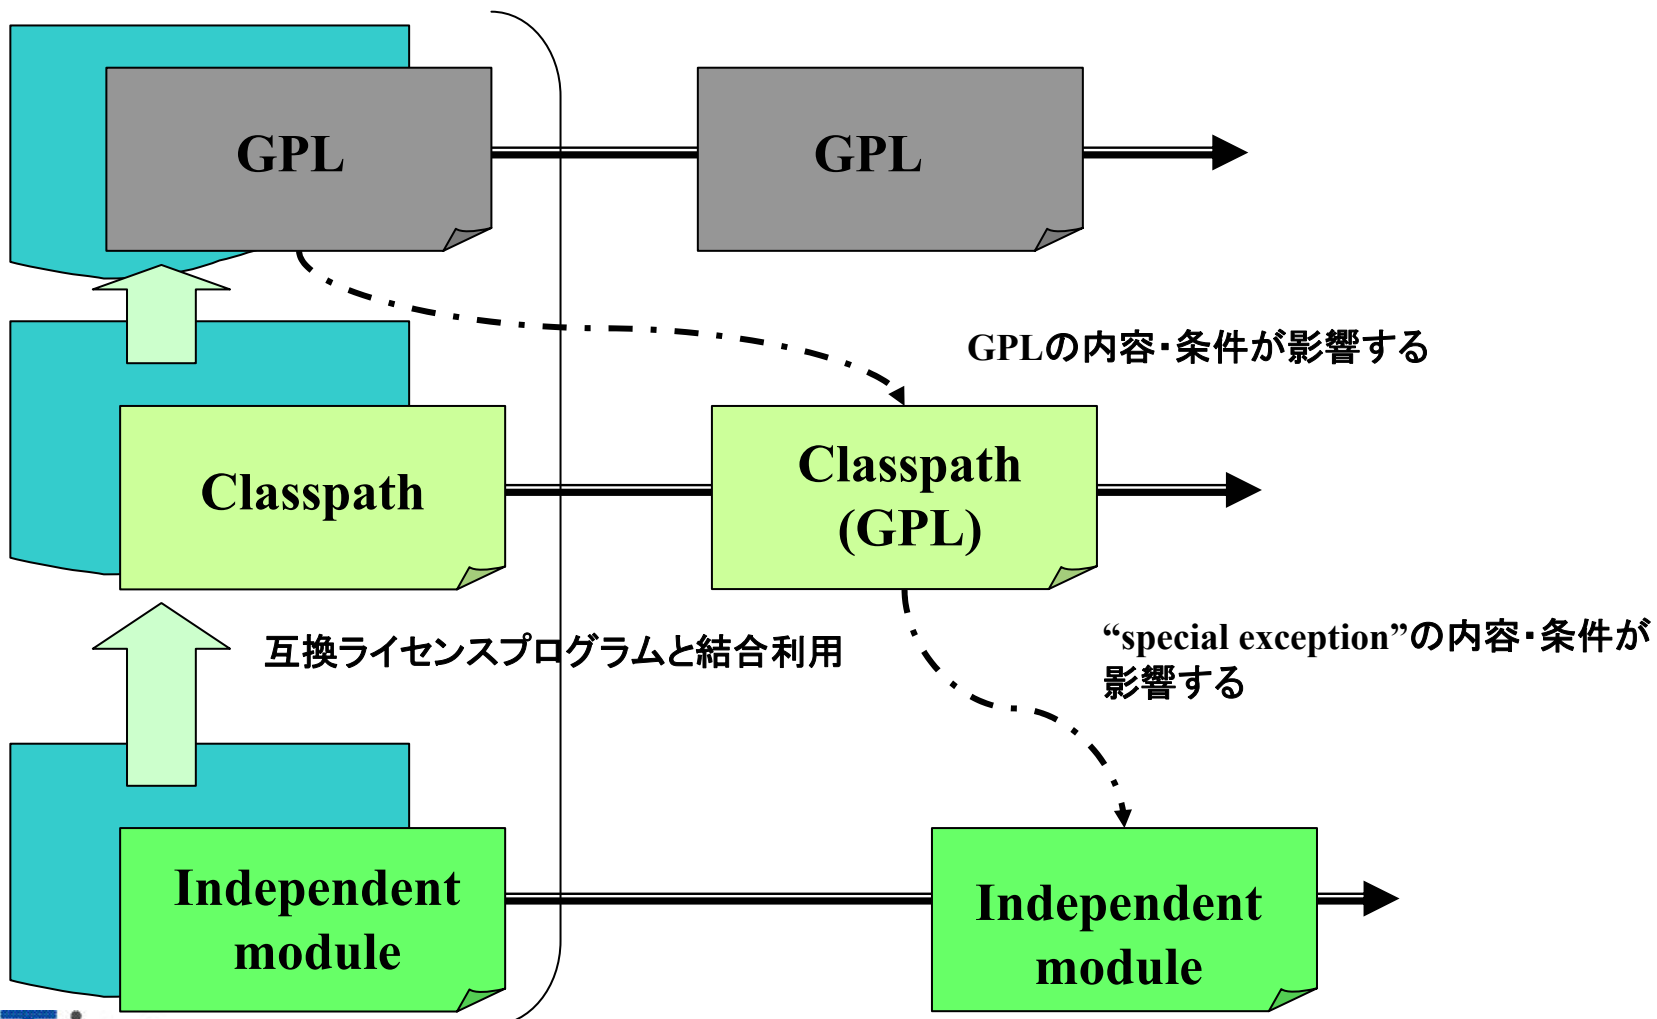 GPL
GPL
GPLの内容・条件が影響する
Classpath
Classpath
(GPL)
互換ライセンスプログラムと結合利用
“special exception”の内容・条件が
影響する
Independent
module
Independent
module